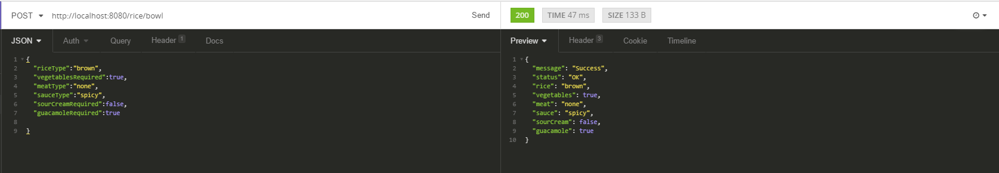 POST http://localhost:8080/rice/bowl Send
JSON Auth Query Header 1 Docs
1 {
2 "riceType":"brown",
3 "vegetablesRequired":true,
4 "meatType":"none",
5 "sauceType":"spicy",
6 "sourCreamRequired":false,
7 "guacamoleRequired":true
8
9 }
200 TIME 47 ms SIZE 133 B
Preview Header 3 Cookie Timeline
1 {
2 "message": "Success",
3 "status": "OK",
4 "rice": "brown",
5 "vegetables": true,
6 "meat": "none",
7 "sauce": "spicy",
8 "sourCream": false,
9 "guacamole": true
10 }